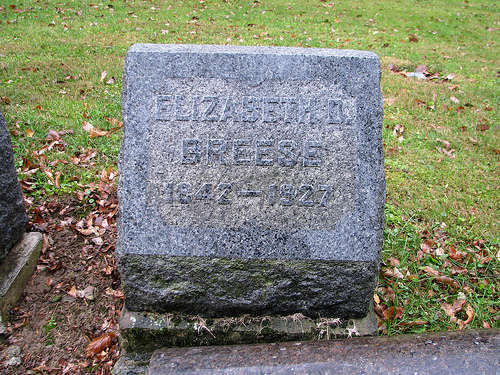 ELIZABETH D.
BREESE
1842-1927